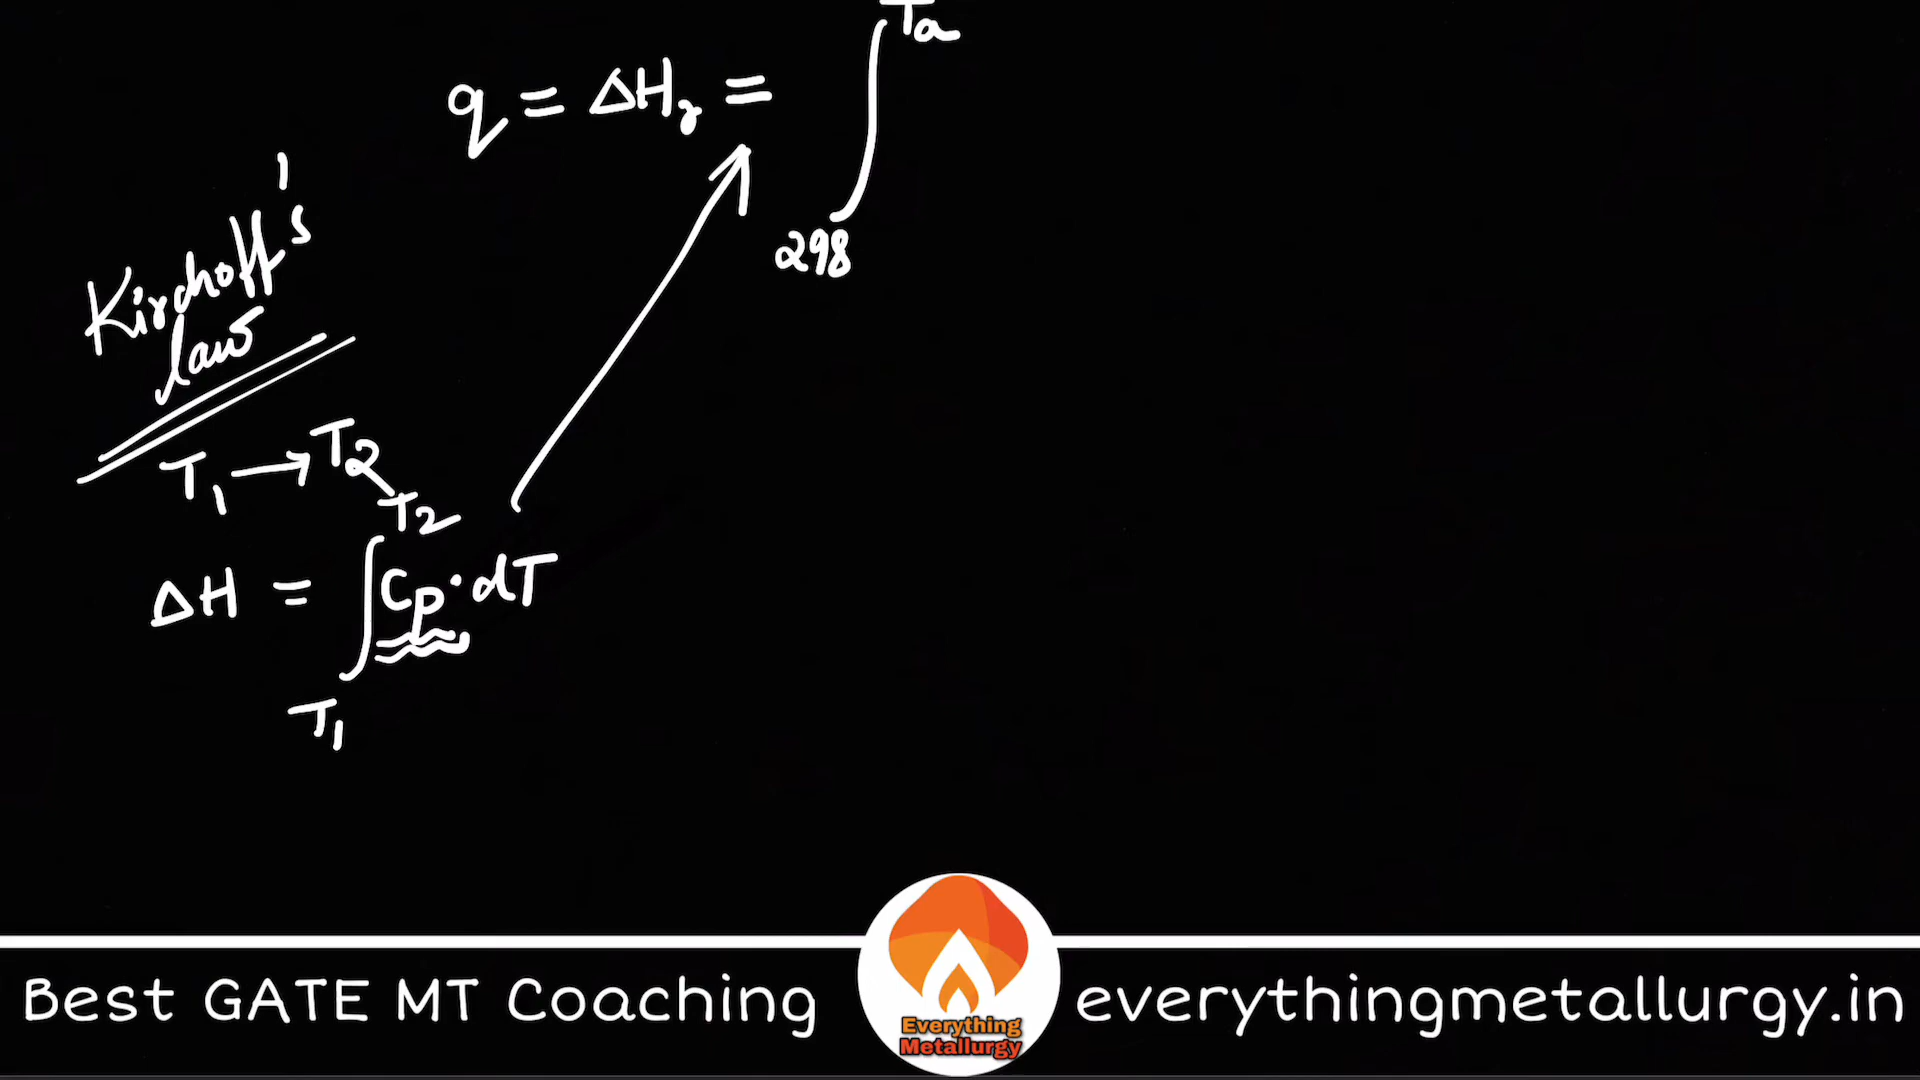 q = ΔHr = ∫
Ta
298
Kirchoff's
law
T1 → T2
ΔH = ∫ Cp · dT
T2
T1
Best GATE MT Coaching
Everything
Metallurgy
everythingmetallurgy.in